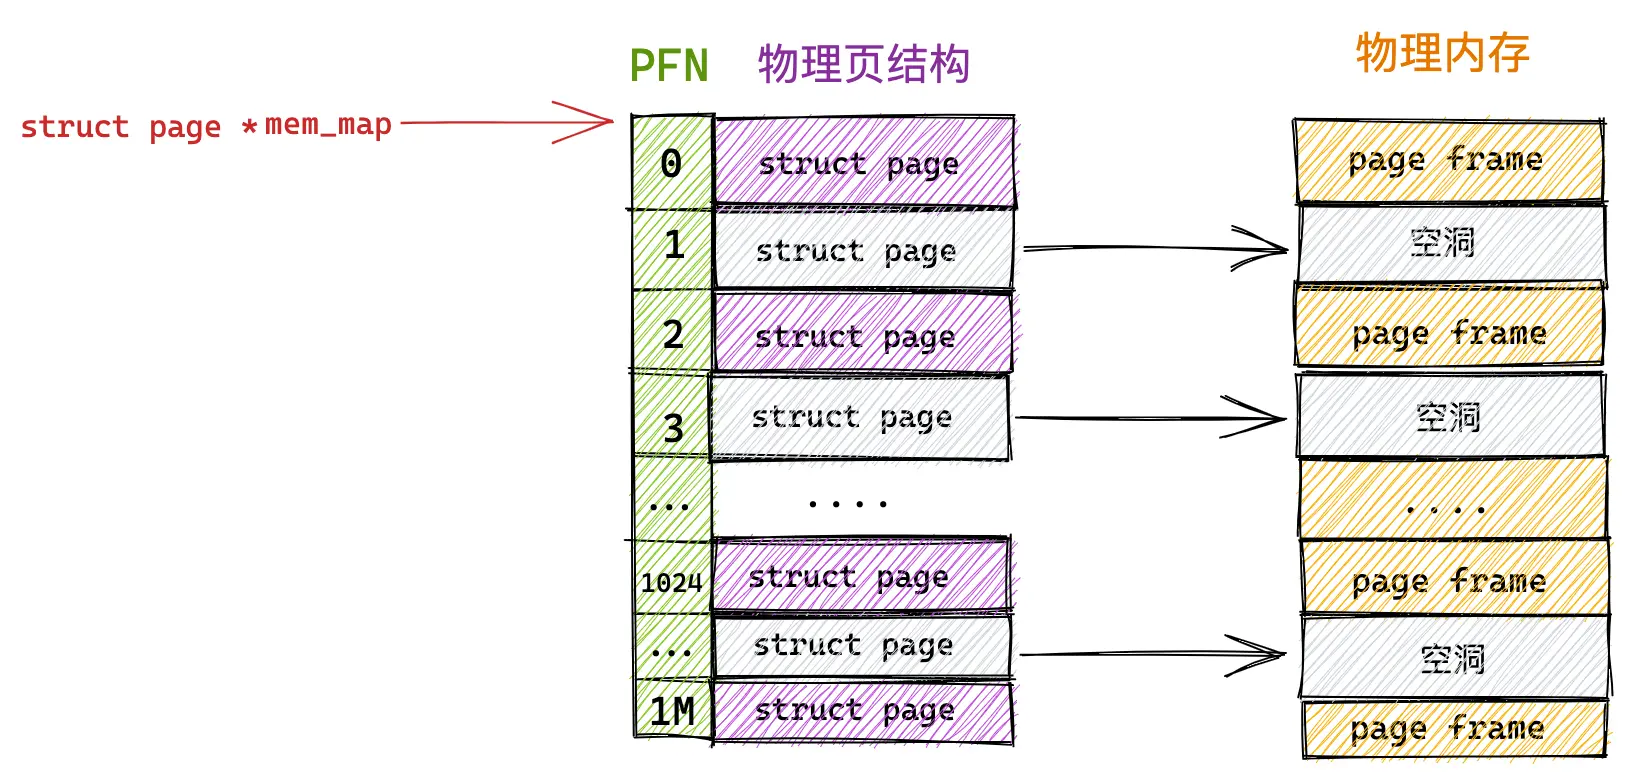 PFN 物理页结构 物理内存
struct page *mem_map
0 struct page page frame
1 struct page 空洞
2 struct page page frame
3 struct page 空洞
... .... ....
1024 struct page page frame
... struct page 空洞
1M struct page page frame